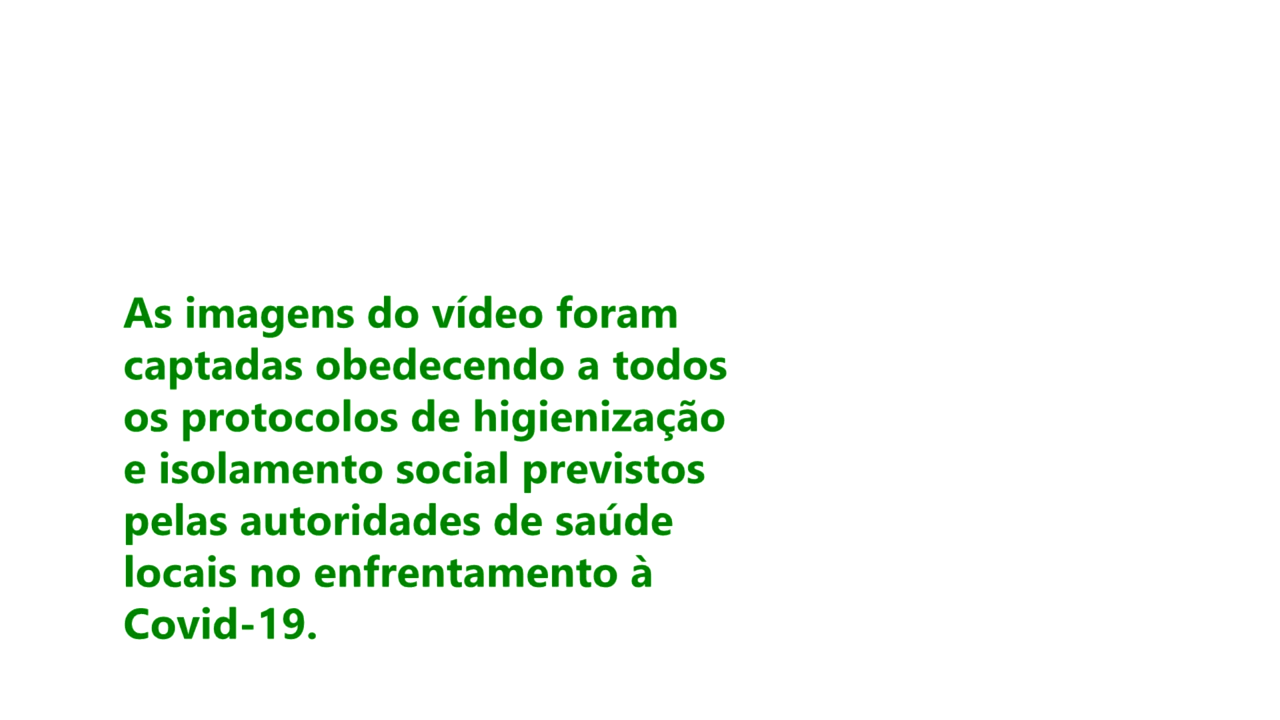 As imagens do vídeo foram
captadas obedecendo a todos
os protocolos de higienização
e isolamento social previstos
pelas autoridades de saúde
locais no enfrentamento à
Covid-19.